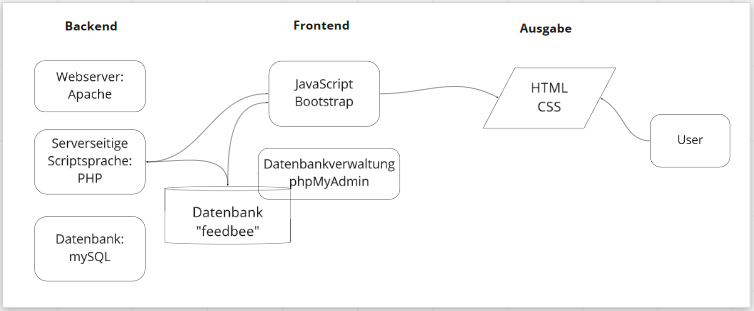 Backend
Frontend
Ausgabe
Webserver:
Apache
Serverseitige
Scriptsprache:
PHP
Datenbank:
mySQL
JavaScript
Bootstrap
Datenbankverwaltung
phpMyAdmin
Datenbank
"feedbee"
HTML
CSS
User